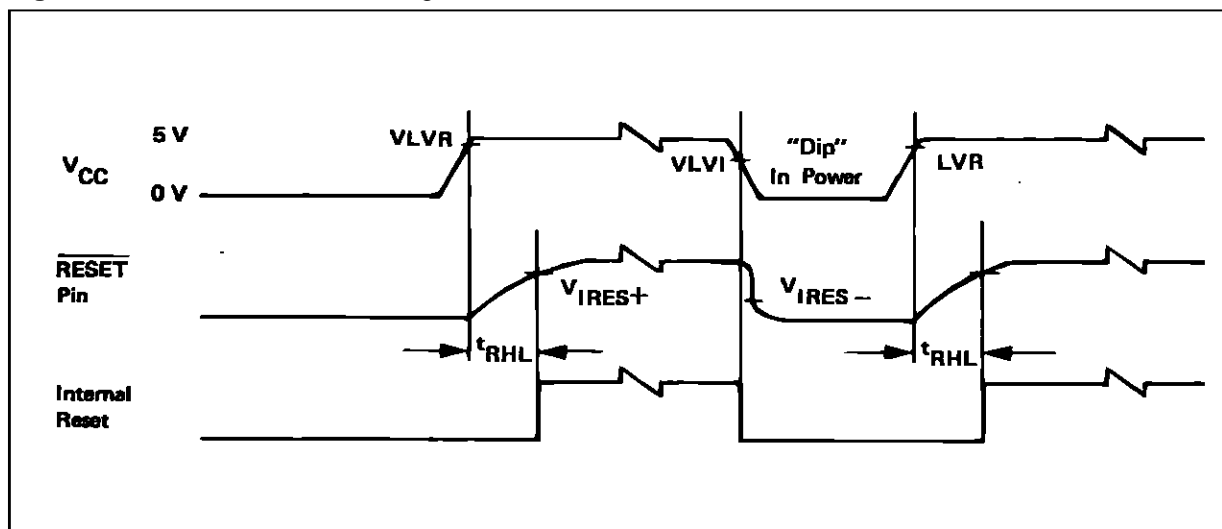 5 V
VLVR
VLVI
"Dip"
In Power
LVR
V_CC
0 V
RESET
Pin
V_IRES+
V_IRES−
t_RHL
t_RHL
Internal
Reset